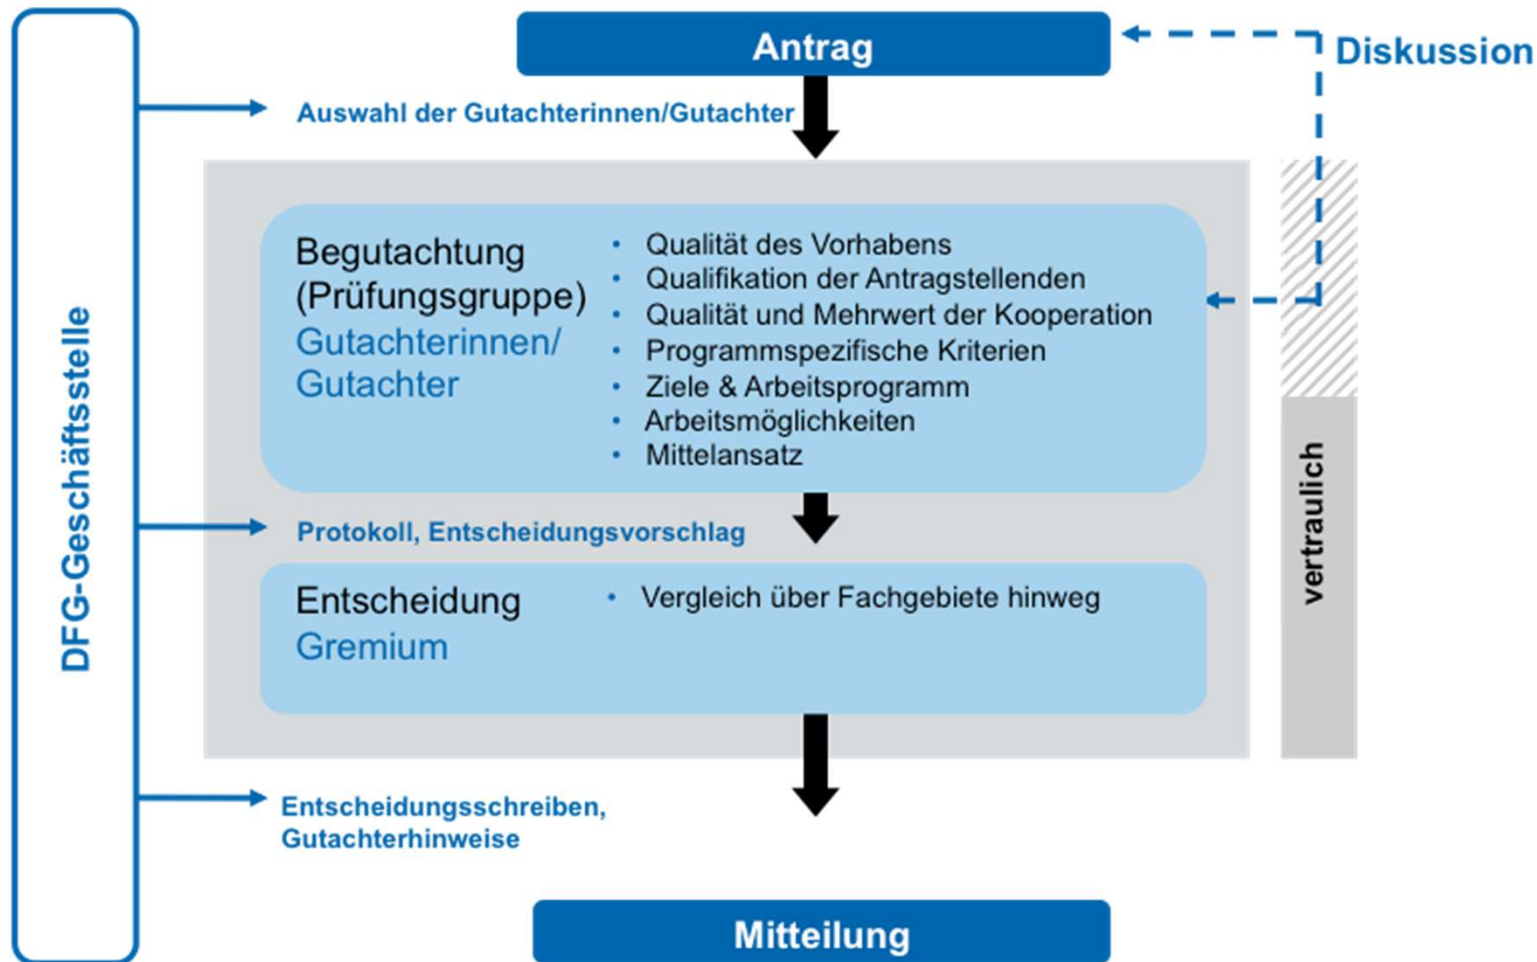 DFG-Geschäftsstelle
Antrag
Diskussion
Auswahl der Gutachterinnen/Gutachter
Begutachtung
(Prüfungsgruppe)
Gutachterinnen/
Gutachter
• Qualität des Vorhabens
• Qualifikation der Antragstellenden
• Qualität und Mehrwert der Kooperation
• Programmspezifische Kriterien
• Ziele & Arbeitsprogramm
• Arbeitsmöglichkeiten
• Mittelansatz
vertraulich
Protokoll, Entscheidungsvorschlag
Entscheidung
Gremium
• Vergleich über Fachgebiete hinweg
Entscheidungsschreiben,
Gutachterhinweise
Mitteilung